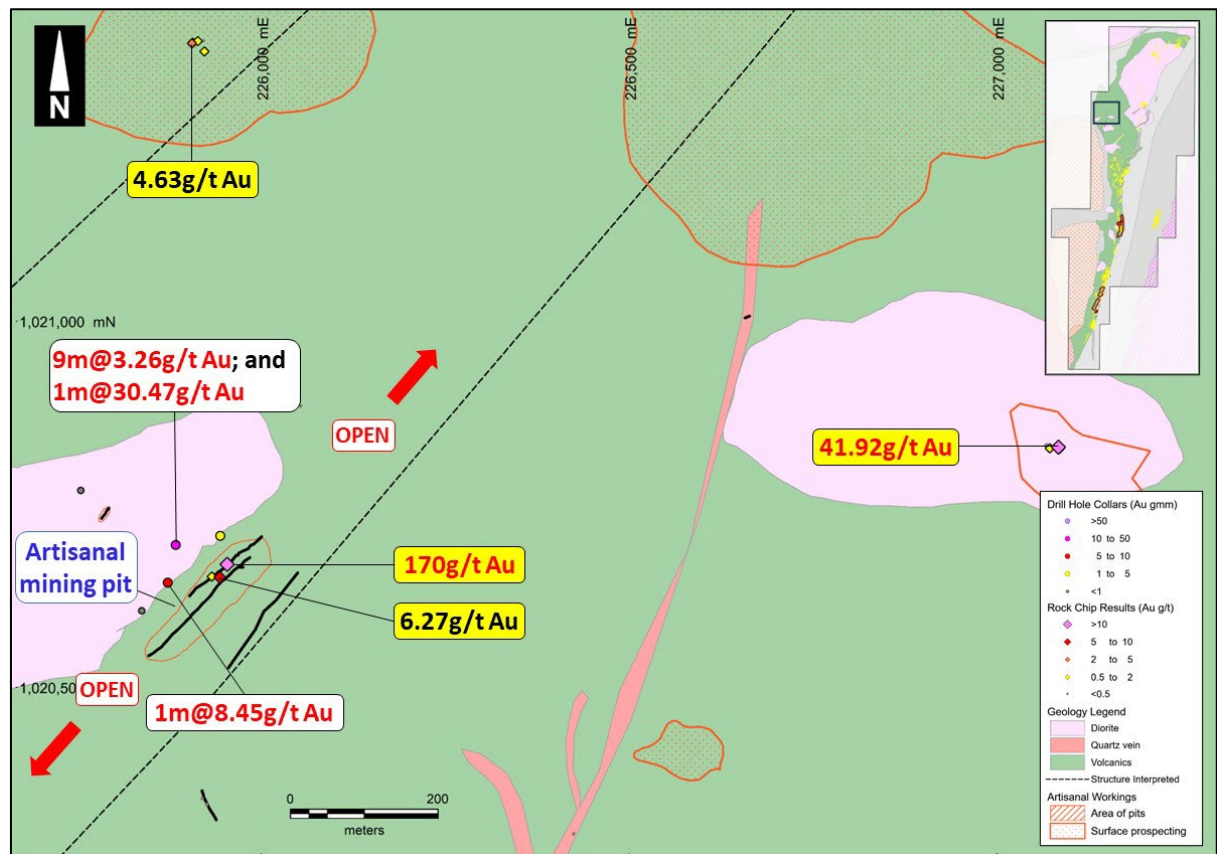 N
226,000 mE
226,500 mE
227,000 mE
4.63g/t Au
1,021,000 mN
9m@3.26g/t Au; and
1m@30.47g/t Au
OPEN
41.92g/t Au
Artisanal
mining pit
170g/t Au
6.27g/t Au
1,020,50
OPEN
1m@8.45g/t Au
0 200
meters
Drill Hole Collars (Au gmm)
>50
10 to 50
5 to 10
1 to 5
<1
Rock Chip Results (Au g/t)
>10
5 to 10
2 to 5
0.5 to 2
<0.5
Geology Legend
Diorite
Quartz vein
Volcanics
Structure Interpreted
Artisanal Workings
Area of pits
Surface prospecting